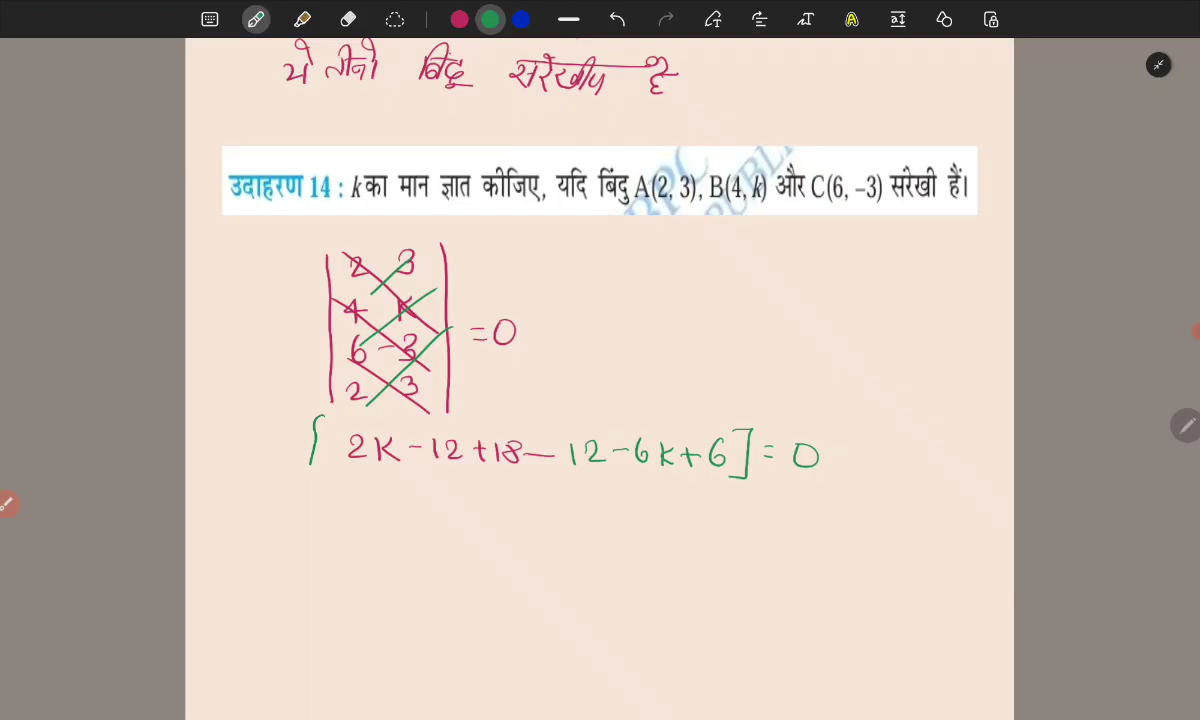 ये तीनो बिंदू सरेखीय है
उदाहरण 14 : k का मान ज्ञात कीजिए, यदि बिंदु A(2, 3), B(4, k) और C(6, –3) सरेखी हैं।
2 3
4 K
6 -3
2 3
=0
[ 2K-12+18-12-6K+6]=0